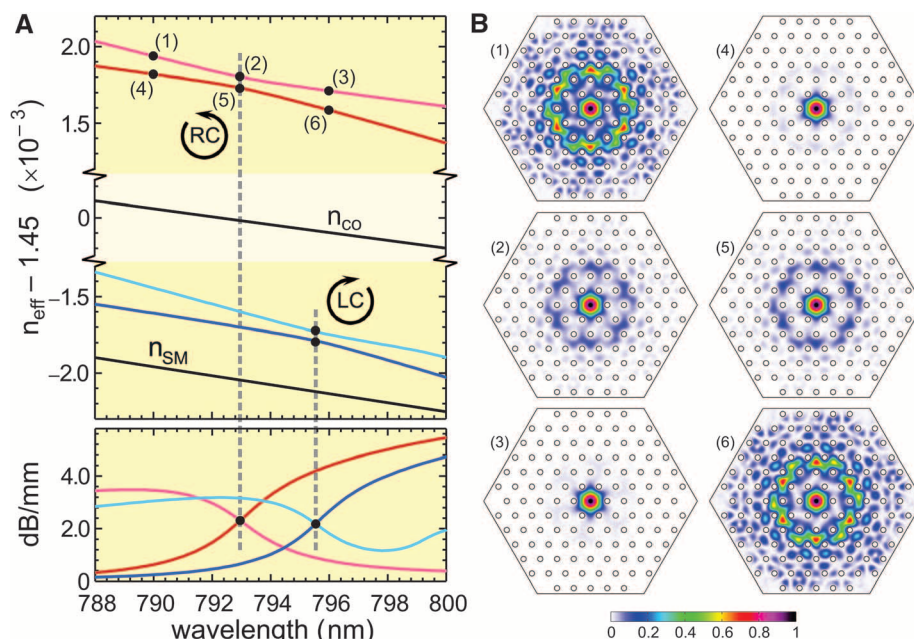 A
B
n_eff – 1.45 (×10⁻³)
2.0
1.5
0
–1.5
–2.0
(1)
(2)
(3)
(4)
(5)
(6)
RC
n_co
LC
n_SM
dB/mm
4.0
2.0
0
788 790 792 794 796 798 800
wavelength (nm)
(1)
(4)
(2)
(5)
(3)
(6)
0 0.2 0.4 0.6 0.8 1